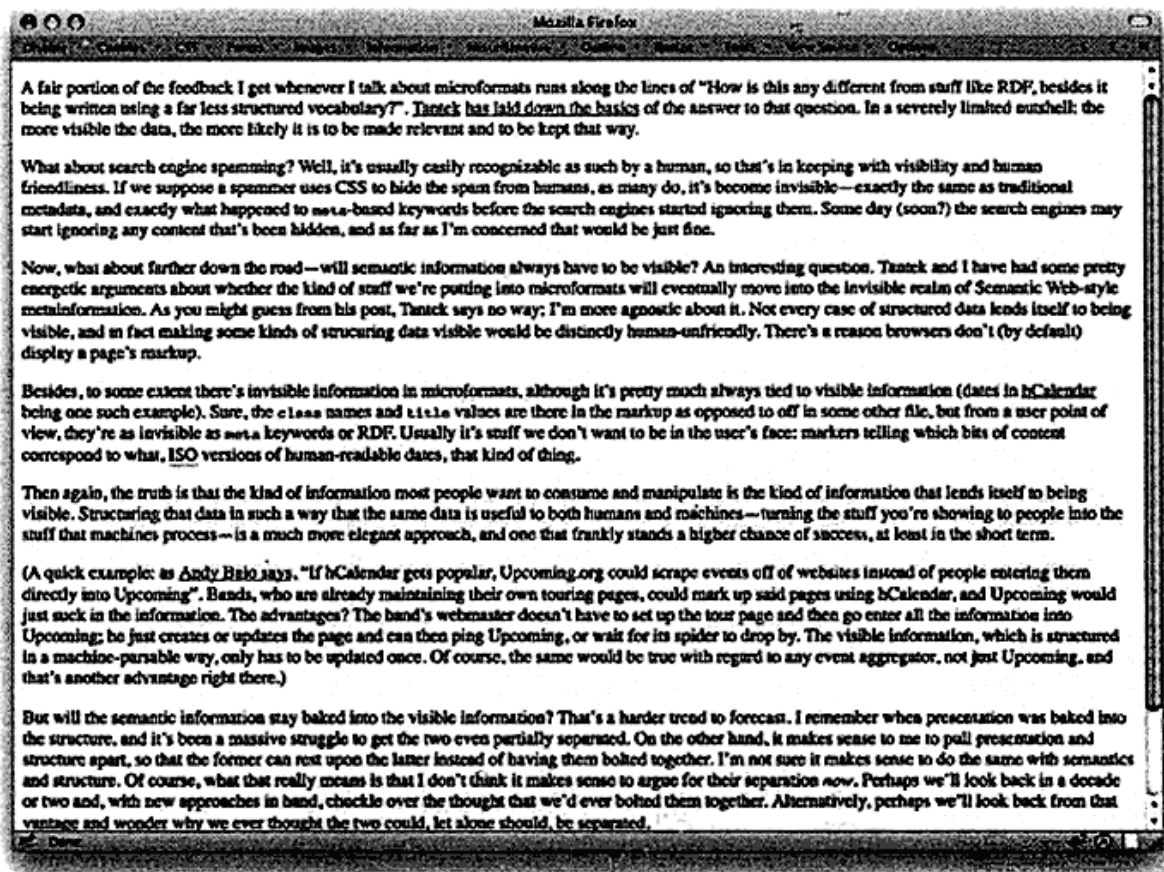 Mozilla Firefox
CSS Forms Images Information Miscellaneous Outline Resize Tools View Source Options
A fair portion of the feedback I get whenever I talk about microformats runs along the lines of “How is this any different from stuff like RDF, besides it
being written using a far less structured vocabulary?”. Tantek has laid down the basics of the answer to that question. In a severely limited nutshell: the
more visible the data, the more likely it is to be made relevant and to be kept that way.
What about search engine spamming? Well, it's usually easily recognizable as such by a human, so that's in keeping with visibility and human
friendliness. If we suppose a spammer uses CSS to hide the spam from humans, as many do, it's become invisible—exactly the same as traditional
metadata, and exactly what happened to meta-based keywords before the search engines started ignoring them. Some day (soon?) the search engines may
start ignoring any content that's been hidden, and as far as I'm concerned that would be just fine.
Now, what about farther down the road—will semantic information always have to be visible? An interesting question. Tantek and I have had some pretty
energetic arguments about whether the kind of stuff we're putting into microformats will eventually move into the invisible realm of Semantic Web-style
metainformation. As you might guess from his post, Tantek says no way; I'm more agnostic about it. Not every case of structured data lends itself to being
visible, and in fact making some kinds of strucuring data visible would be distinctly human-unfriendly. There's a reason browsers don't (by default)
display a page's markup.
Besides, to some extent there's invisible information in microformats, although it's pretty much always tied to visible information (dates in hCalendar
being one such example). Sure, the class names and title values are there in the markup as opposed to off in some other file, but from a user point of
view, they're as invisible as meta keywords or RDF. Usually it's stuff we don't want to be in the user's face: markers telling which bits of content
correspond to what, ISO versions of human-readable dates, that kind of thing.
Then again, the truth is that the kind of information most people want to consume and manipulate is the kind of information that lends itself to being
visible. Structuring that data in such a way that the same data is useful to both humans and machines—turning the stuff you're showing to people into the
stuff that machines process—is a much more elegant approach, and one that frankly stands a higher chance of success, at least in the short term.
(A quick example: as Andy Baio says, “If hCalendar gets popular, Upcoming.org could scrape events off of websites instead of people entering them
directly into Upcoming”. Bands, who are already maintaining their own touring pages, could mark up said pages using hCalendar, and Upcoming would
just suck in the information. The advantages? The band's webmaster doesn't have to set up the tour page and then go enter all the information into
Upcoming; he just creates or updates the page and can then ping Upcoming, or wait for its spider to drop by. The visible information, which is structured
in a machine-parsable way, only has to be updated once. Of course, the same would be true with regard to any event aggregator, not just Upcoming, and
that's another advantage right there.)
But will the semantic information stay baked into the visible information? That's a harder trend to forecast. I remember when presentation was baked into
the structure, and it's been a massive struggle to get the two even partially separated. On the other hand, it makes sense to me to pull presentation and
structure apart, so that the former can rest upon the latter instead of having them bolted together. I'm not sure it makes sense to do the same with semantics
and structure. Of course, what that really means is that I don't think it makes sense to argue for their separation now. Perhaps we'll look back in a decade
or two and, with new approaches in hand, chuckle over the thought that we'd ever bolted them together. Alternatively, perhaps we'll look back from that
vantage and wonder why we ever thought the two could, let alone should, be separated.
Done